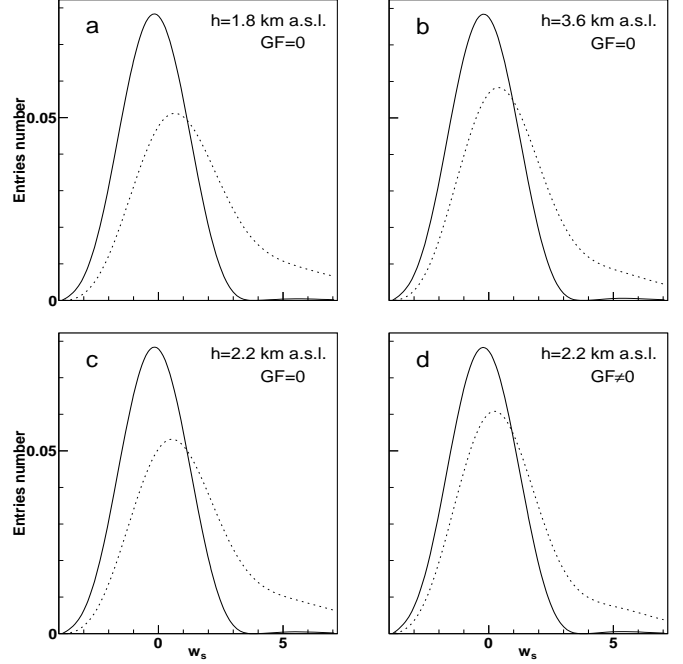 a
h=1.8 km a.s.l.
GF=0
b
h=3.6 km a.s.l.
GF=0
Entries number
0.05
0
c
h=2.2 km a.s.l.
GF=0
d
h=2.2 km a.s.l.
GF≠0
Entries number
0.05
0
0
5
0
5
w_s
w_s